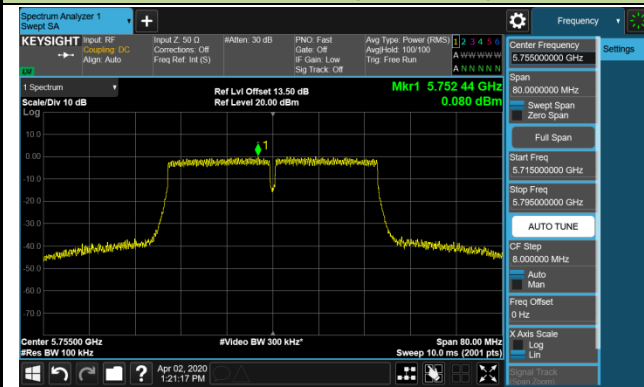 Spectrum Analyzer 1
Swept SA
Frequency
KEYSIGHT
Input: RF
Coupling: DC
Align: Auto
Input Z: 50 Ω
Corrections: Off
Freq Ref: Int (S)
#Atten: 30 dB
PNO: Fast
Gate: Off
IF Gain: Low
Sig Track: Off
Avg Type: Power (RMS)
Avg|Hold: 100/100
Trig: Free Run
1 2 3 4 5 6
A W W W W W
A N N N N N
LXI
1 Spectrum
Scale/Div 10 dB
Log
Ref Lvl Offset 13.50 dB
Ref Level 20.00 dBm
Mkr1 5.752 44 GHz
0.080 dBm
1
10.0
0.00
-10.0
-20.0
-30.0
-40.0
-50.0
-60.0
-70.0
Center 5.75500 GHz
#Res BW 100 kHz
#Video BW 300 kHz*
Span 80.00 MHz
Sweep 10.0 ms (2001 pts)
Apr 02, 2020
1:21:17 PM
Center Frequency
5.755000000 GHz
Settings
Span
80.0000000 MHz
Swept Span
Zero Span
Full Span
Start Freq
5.715000000 GHz
Stop Freq
5.795000000 GHz
AUTO TUNE
CF Step
8.000000 MHz
Auto
Man
Freq Offset
0 Hz
X Axis Scale
Log
Lin
Signal Track
(Span Zoom)